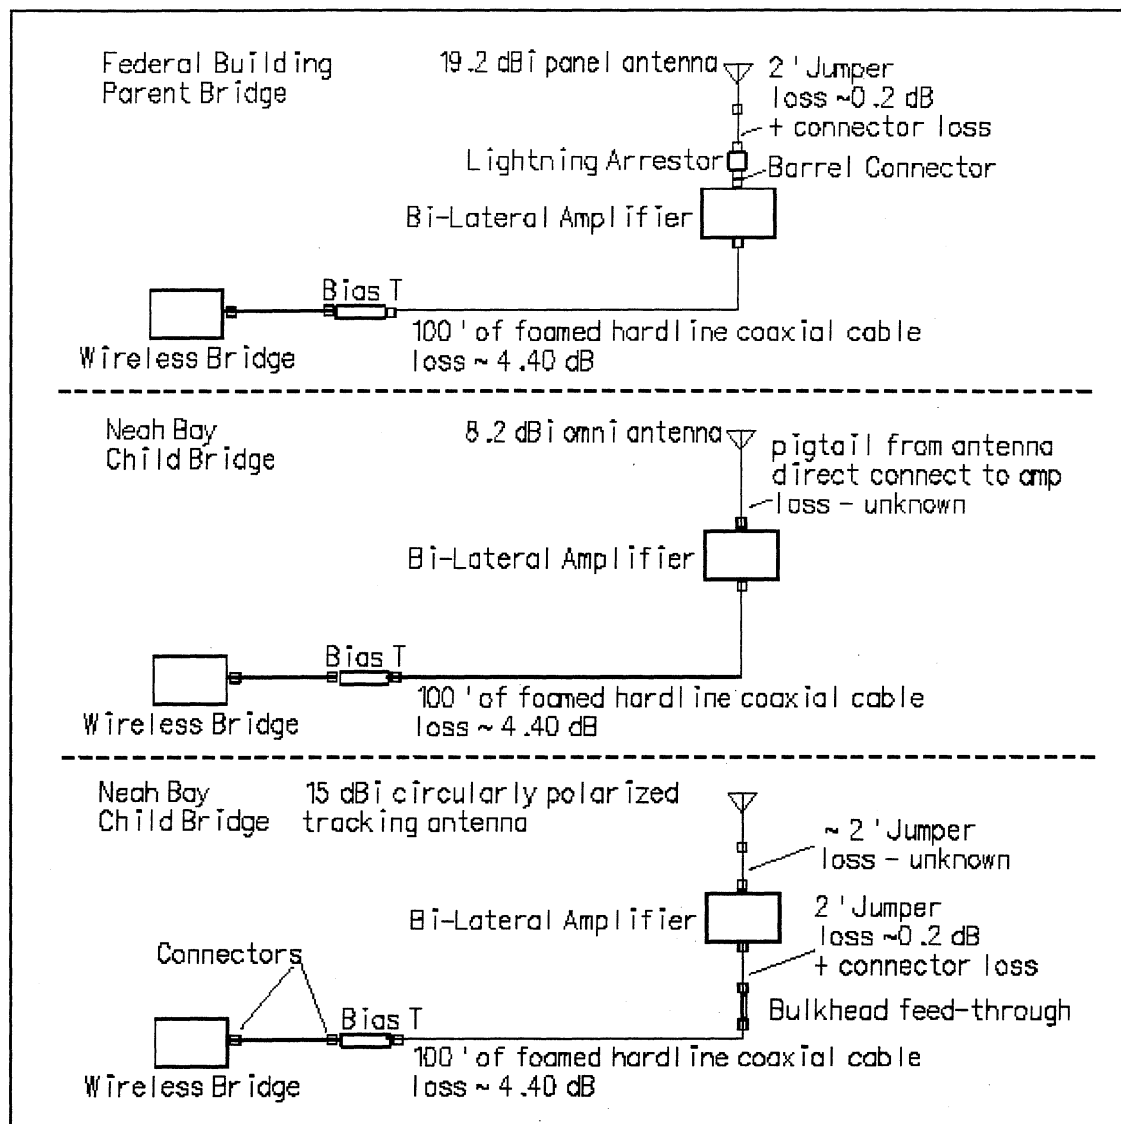 Federal Building
Parent Bridge
19.2 dBi panel antenna
2' Jumper
loss ~0.2 dB
+ connector loss
Lightning Arrestor
Barrel Connector
Bi-Lateral Amplifier
Bias T
100' of foamed hardline coaxial cable
loss ~ 4.40 dB
Wireless Bridge
Neah Bay
Child Bridge
8.2 dBi omni antenna
pigtail from antenna
direct connect to amp
loss - unknown
Bi-Lateral Amplifier
Bias T
100' of foamed hardline coaxial cable
loss ~ 4.40 dB
Wireless Bridge
Neah Bay
Child Bridge
15 dBi circularly polarized
tracking antenna
~ 2' Jumper
loss - unknown
Bi-Lateral Amplifier
2' Jumper
loss ~0.2 dB
+ connector loss
Connectors
Bulkhead feed-through
Bias T
100' of foamed hardline coaxial cable
loss ~ 4.40 dB
Wireless Bridge